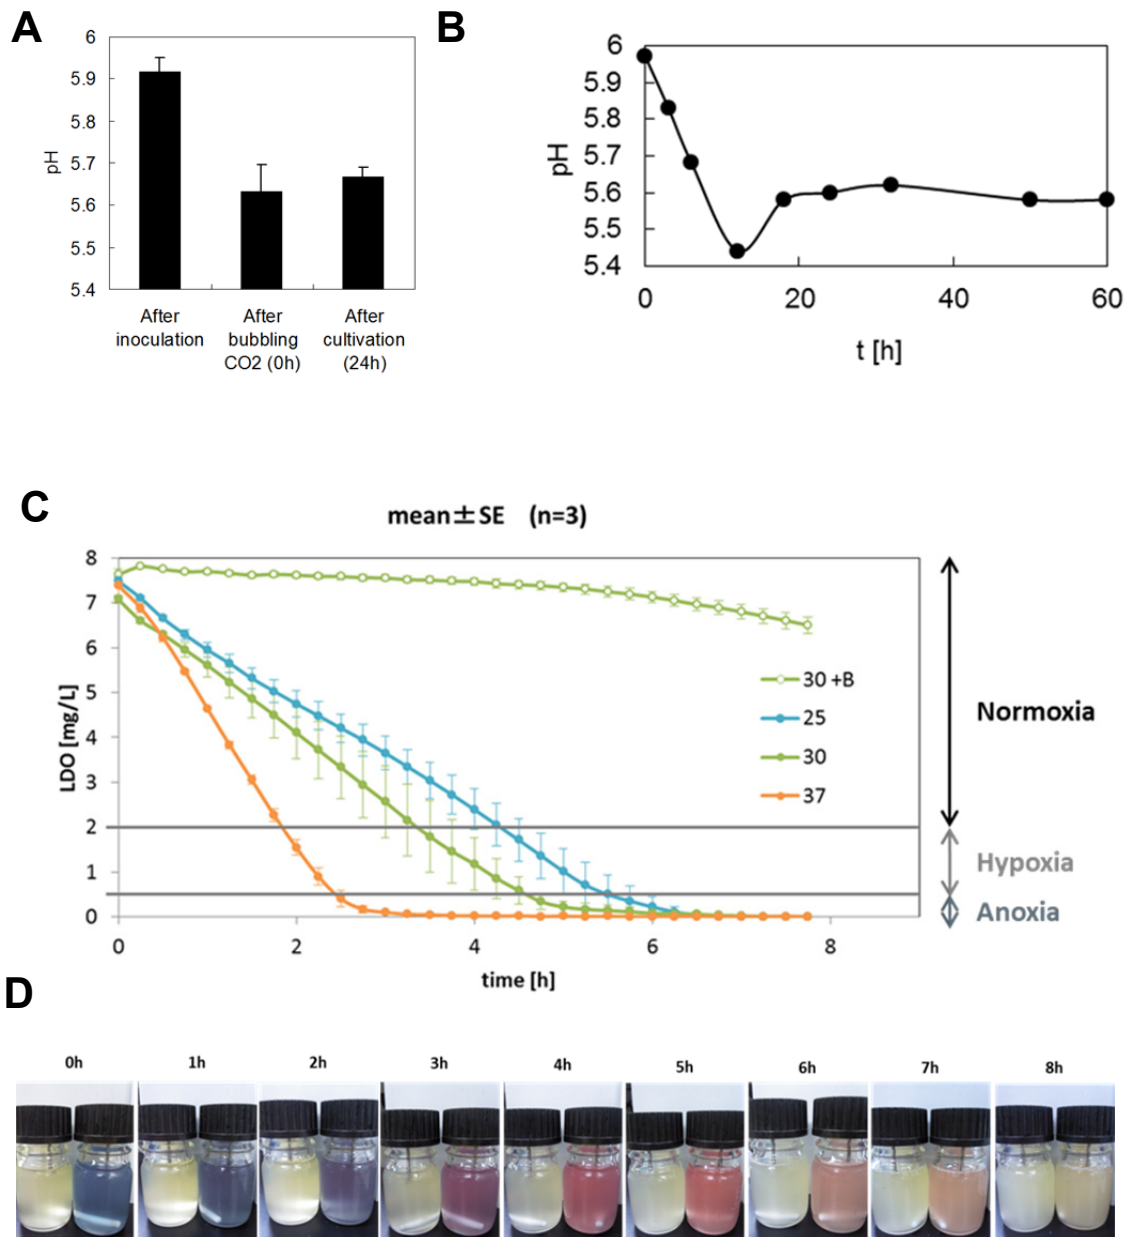 A
6
5.9
5.8
5.7
5.6
5.5
5.4
pH
After inoculation
After bubbling CO2 (0h)
After cultivation (24h)
B
6
5.9
5.8
5.7
5.6
5.5
5.4
pH
0 20 40 60
t [h]
C
mean±SE (n=3)
8
7
6
5
4
3
2
1
0
LDO [mg/L]
30 +B
25
30
37
Normoxia
Hypoxia
Anoxia
0 2 4 6 8
time [h]
D
0h 1h 2h 3h 4h 5h 6h 7h 8h